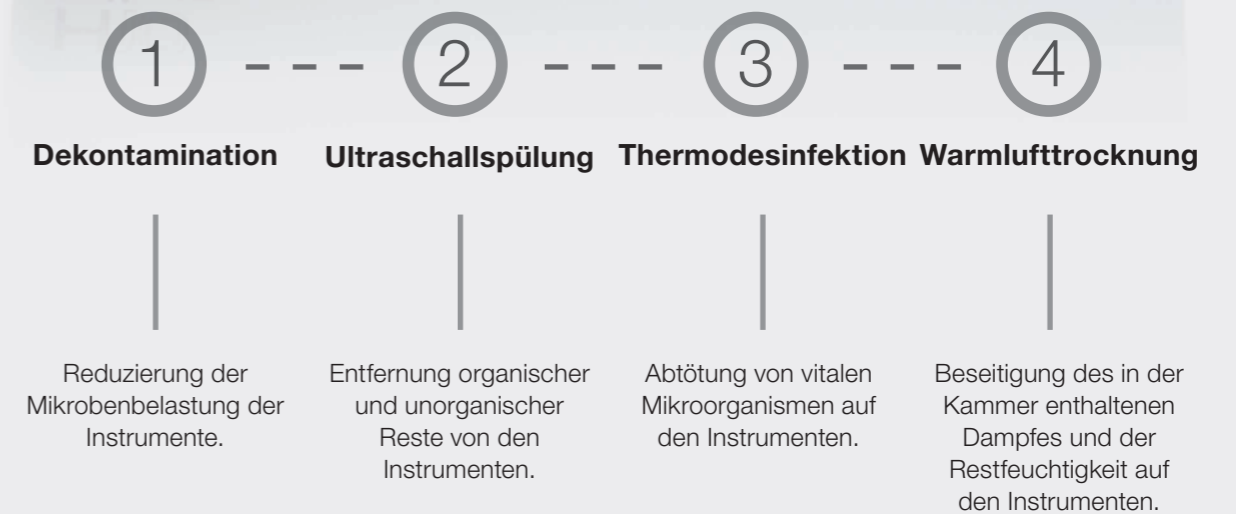 1
2
3
4
Dekontamination
Ultraschallspülung
Thermodesinfektion
Warmlufttrocknung
Reduzierung der
Mikrobenbelastung der
Instrumente.
Entfernung organischer
und unorganischer
Reste von den
Instrumenten.
Abtötung von vitalen
Mikroorganismen auf
den Instrumenten.
Beseitigung des in der
Kammer enthaltenen
Dampfes und der
Restfeuchtigkeit auf
den Instrumenten.